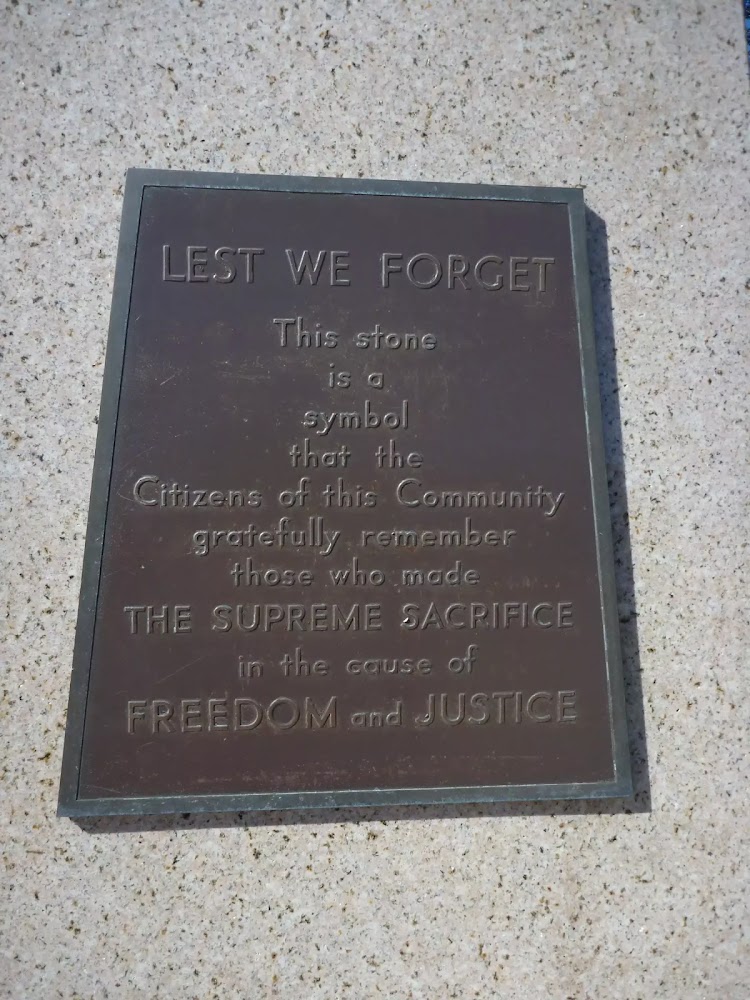 LEST WE FORGET
This stone
is a
symbol
that the
Citizens of this Community
gratefully remember
those who made
THE SUPREME SACRIFICE
in the cause of
FREEDOM and JUSTICE